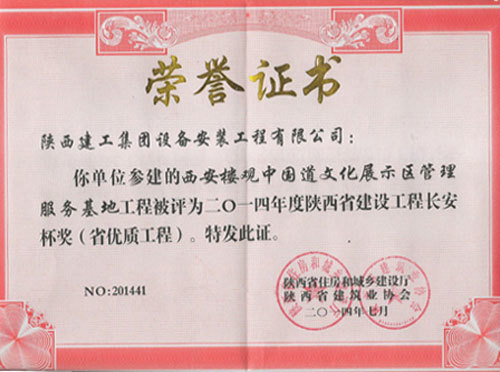 荣誉证书
陕西建工集团设备安装工程有限公司：
你单位参建的西安楼观中国道文化展示区管理
服务基地工程被评为二〇一四年度陕西省建设工程长安
杯奖（省优质工程）。特发此证。
陕西省住房和城乡建设厅
陕西省建筑业协会
NO:201441
二〇一四年七月